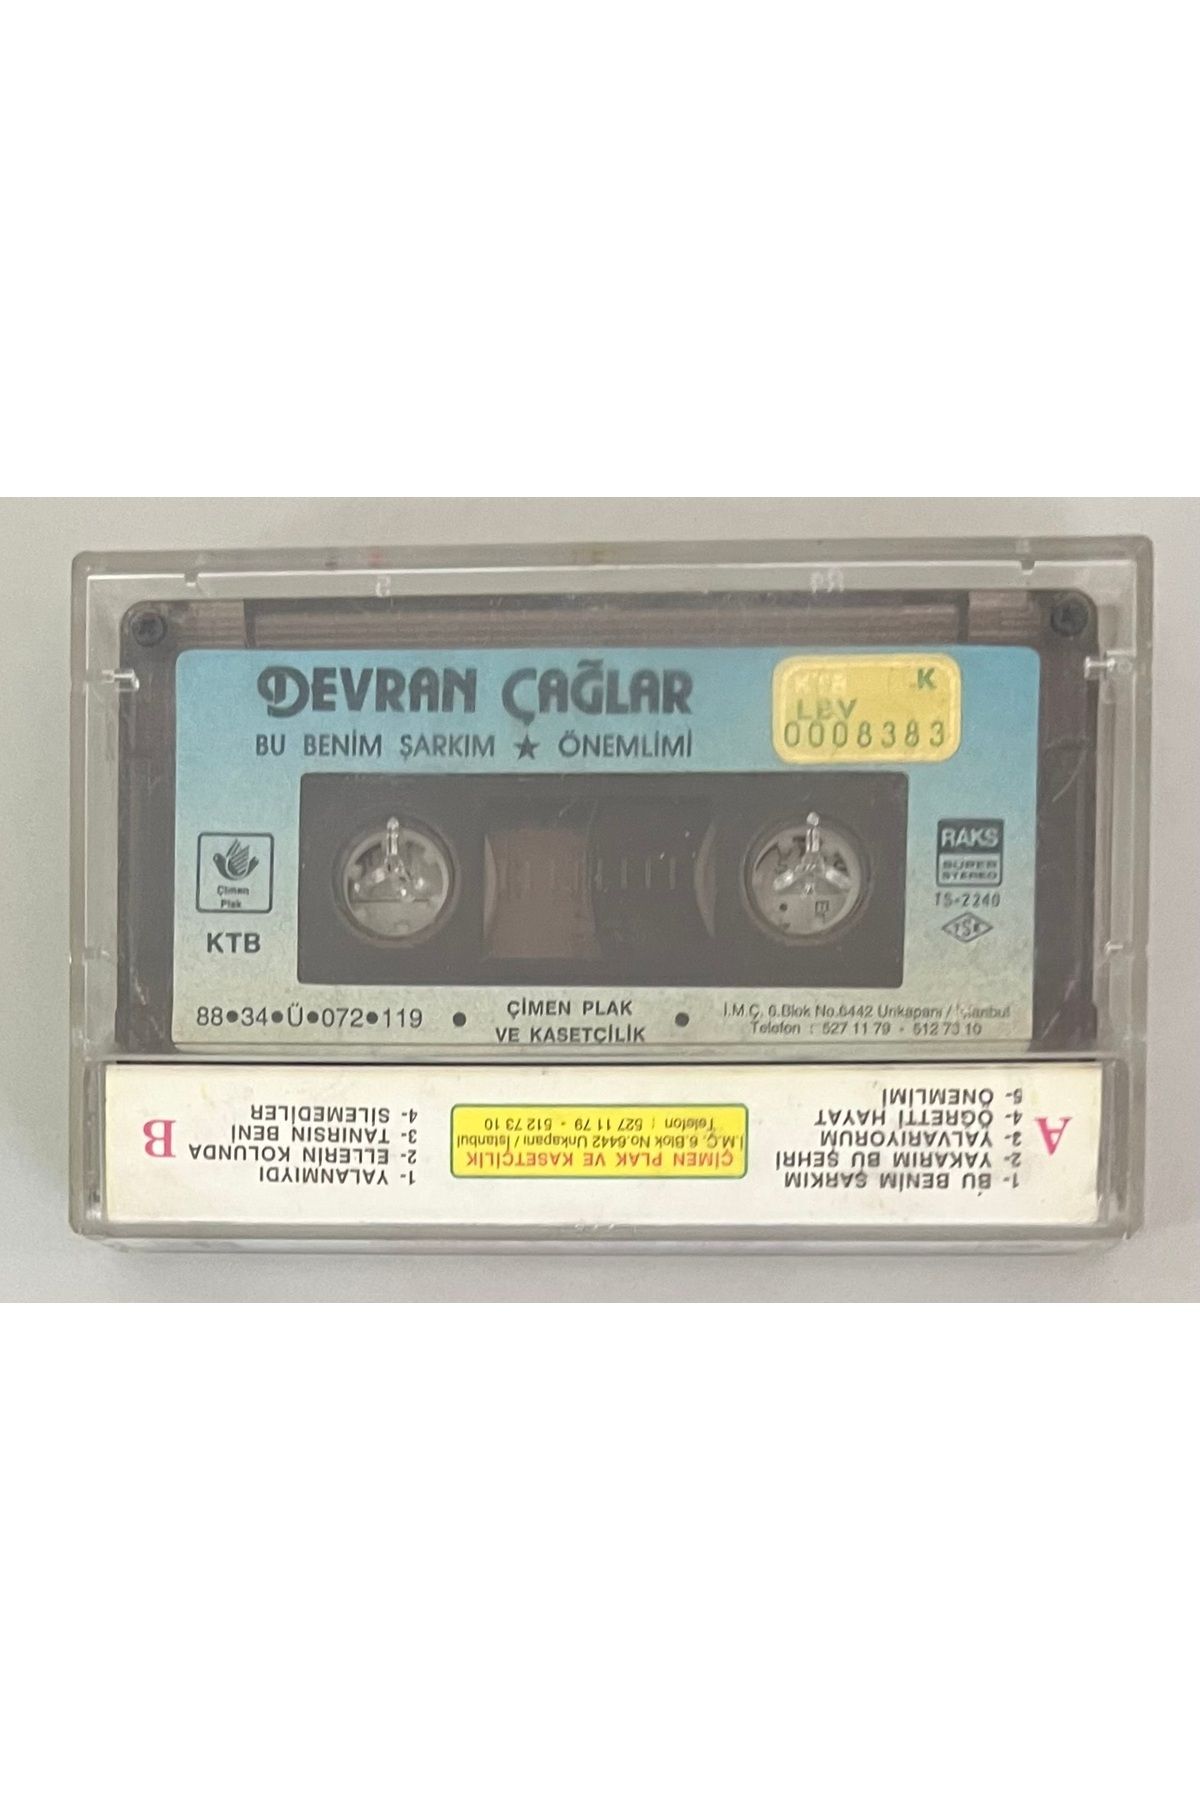 DEVRAN ÇAĞLAR
BU BENİM ŞARKIM ★ ÖNEMLİMİ
K
LBV
0008383
Çimen
Plak
KTB
RAKS
SUPER
STEREO
TS-2240
TSE
88●34●Ü●072●119 ● ÇİMEN PLAK
VE KASETÇİLİK ●
İ.M.Ç. 6.Blok No.6442 Unkapanı / İstanbul
Telefon : 527 11 79 - 512 73 10
A
1- BU BENİM ŞARKIM
2- YAKARIM BU ŞEHRİ
3- YALVARIYORUM
4- ÖĞRETTİ HAYAT
5- ÖNEMLİMİ
ÇİMEN PLAK VE KASETÇİLİK
İ.M.Ç. 6.Blok No.6442 Unkapanı / İstanbul
Telefon : 527 11 79 - 512 73 10
B
1- YALANMIYDI
2- ELLERİN KOLUNDA
3- TANIRSIN BENİ
4- SİLEMEDİLER